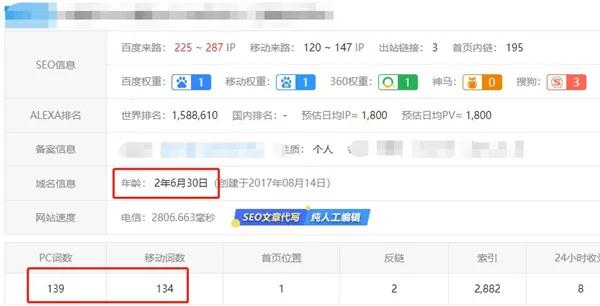 SEO信息 百度来路： 225 ~ 287 IP 移动来路： 120 ~ 147 IP 出站链接： 3 首页内链： 195
百度权重： 1 移动权重： 1 360权重： 1 神马： 0 搜狗： 3
ALEXA排名 世界排名： 1,588,610 国内排名： - 预估日均IP≈ 1,800 预估日均PV≈ 1,800
备案信息 性质： 个人
域名信息 年龄： 2年6月30日 (创建于2017年08月14日)
网站速度 电信：2806.663毫秒 SEO文章代写 纯人工编辑
PC词数 移动词数 首页位置 反链 索引 24小时收
139 134 1 2 2,882 8